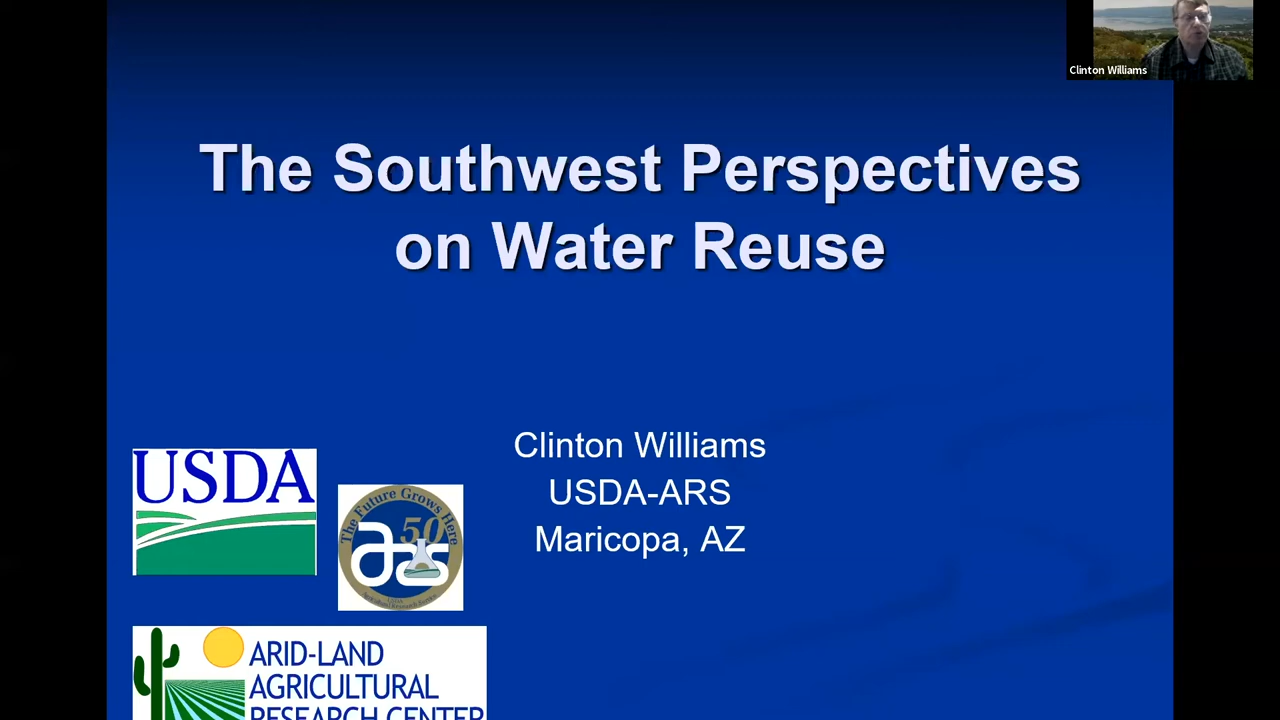 Clinton Williams
The Southwest Perspectives
on Water Reuse
Clinton Williams
USDA-ARS
Maricopa, AZ
USDA
The Future Grows Here
50
ars
ARID-LAND
AGRICULTURAL
RESEARCH CENTER